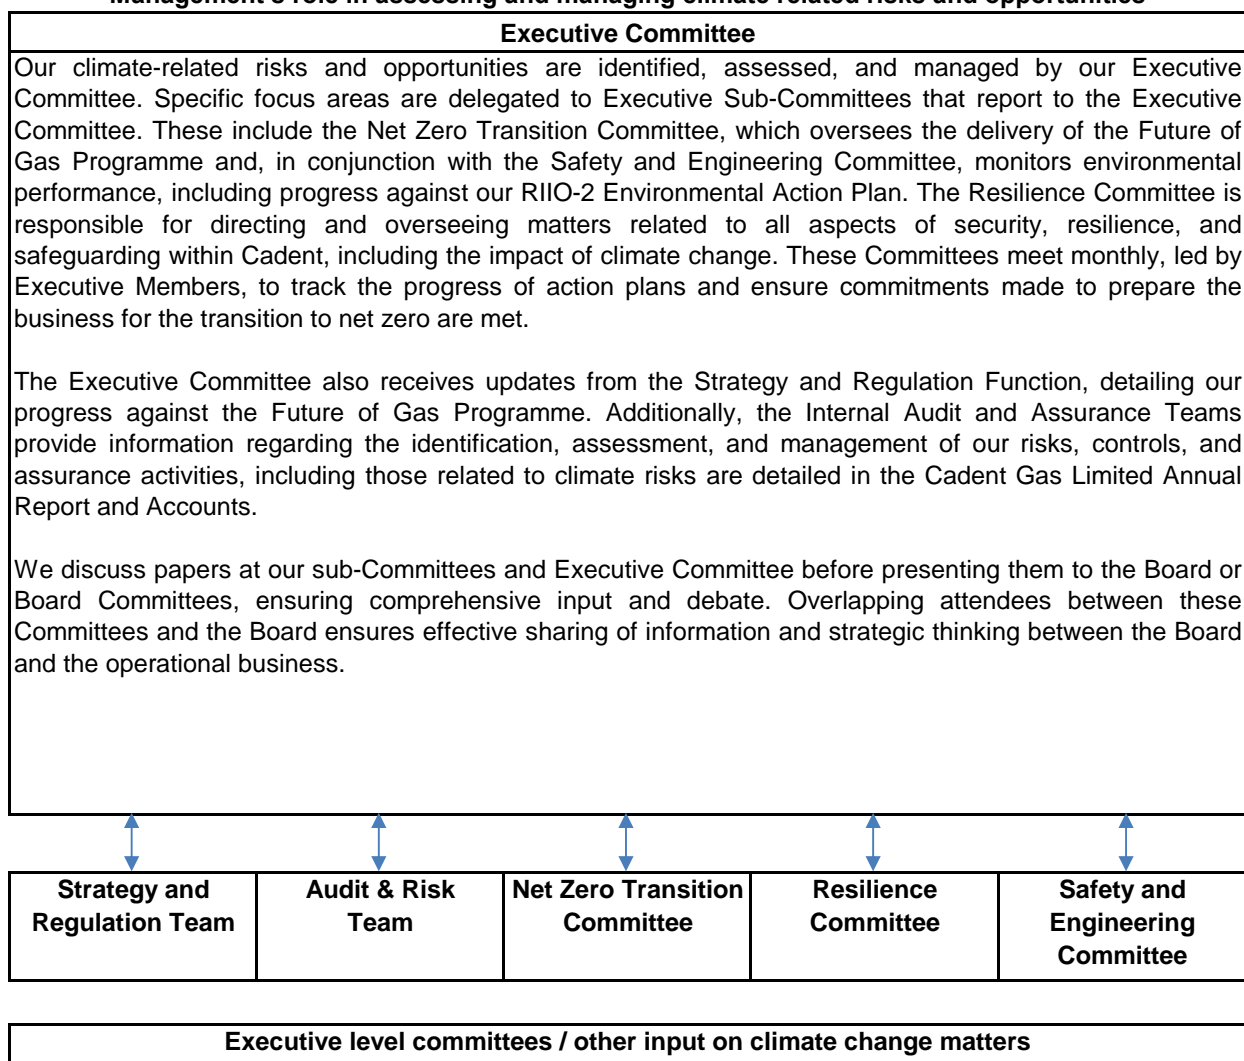 Management's role in assessing and managing climate-related risks and opportunities
Executive Committee
Our climate-related risks and opportunities are identified, assessed, and managed by our Executive
Committee. Specific focus areas are delegated to Executive Sub-Committees that report to the Executive
Committee. These include the Net Zero Transition Committee, which oversees the delivery of the Future of
Gas Programme and, in conjunction with the Safety and Engineering Committee, monitors environmental
performance, including progress against our RIIO-2 Environmental Action Plan. The Resilience Committee is
responsible for directing and overseeing matters related to all aspects of security, resilience, and
safeguarding within Cadent, including the impact of climate change. These Committees meet monthly, led by
Executive Members, to track the progress of action plans and ensure commitments made to prepare the
business for the transition to net zero are met.
The Executive Committee also receives updates from the Strategy and Regulation Function, detailing our
progress against the Future of Gas Programme. Additionally, the Internal Audit and Assurance Teams
provide information regarding the identification, assessment, and management of our risks, controls, and
assurance activities, including those related to climate risks are detailed in the Cadent Gas Limited Annual
Report and Accounts.
We discuss papers at our sub-Committees and Executive Committee before presenting them to the Board or
Board Committees, ensuring comprehensive input and debate. Overlapping attendees between these
Committees and the Board ensures effective sharing of information and strategic thinking between the Board
and the operational business.
Strategy and
Regulation Team
Audit & Risk
Team
Net Zero Transition
Committee
Resilience
Committee
Safety and
Engineering
Committee
Executive level committees / other input on climate change matters